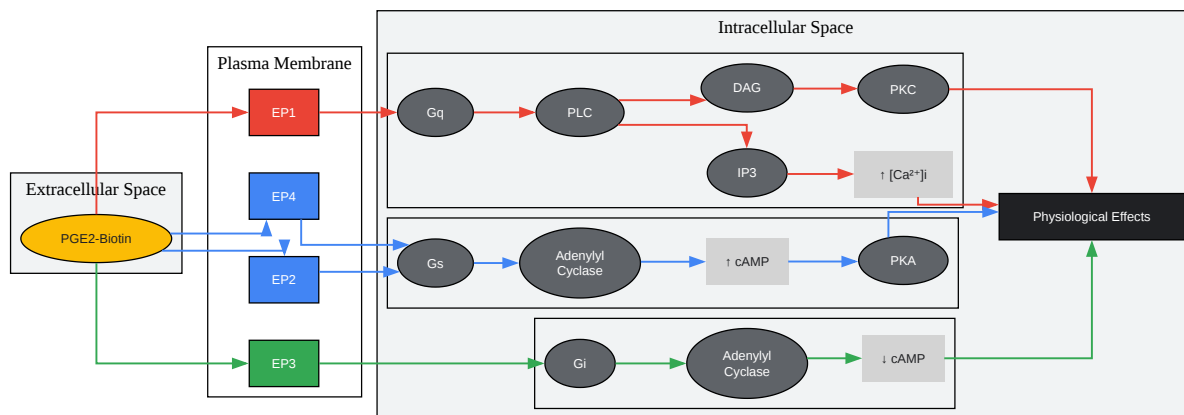 Intracellular Space
Plasma Membrane
Extracellular Space
PGE2-Biotin
EP1
EP4
EP2
EP3
Gq
PLC
DAG
PKC
IP3
↑ [Ca²⁺]i
Gs
Adenylyl
Cyclase
↑ cAMP
PKA
Gi
Adenylyl
Cyclase
↓ cAMP
Physiological Effects